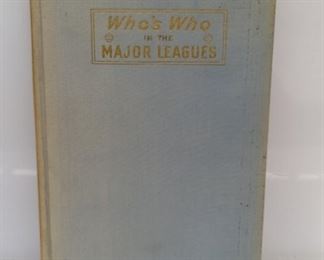 Who's Who
IN THE
MAJOR LEAGUES